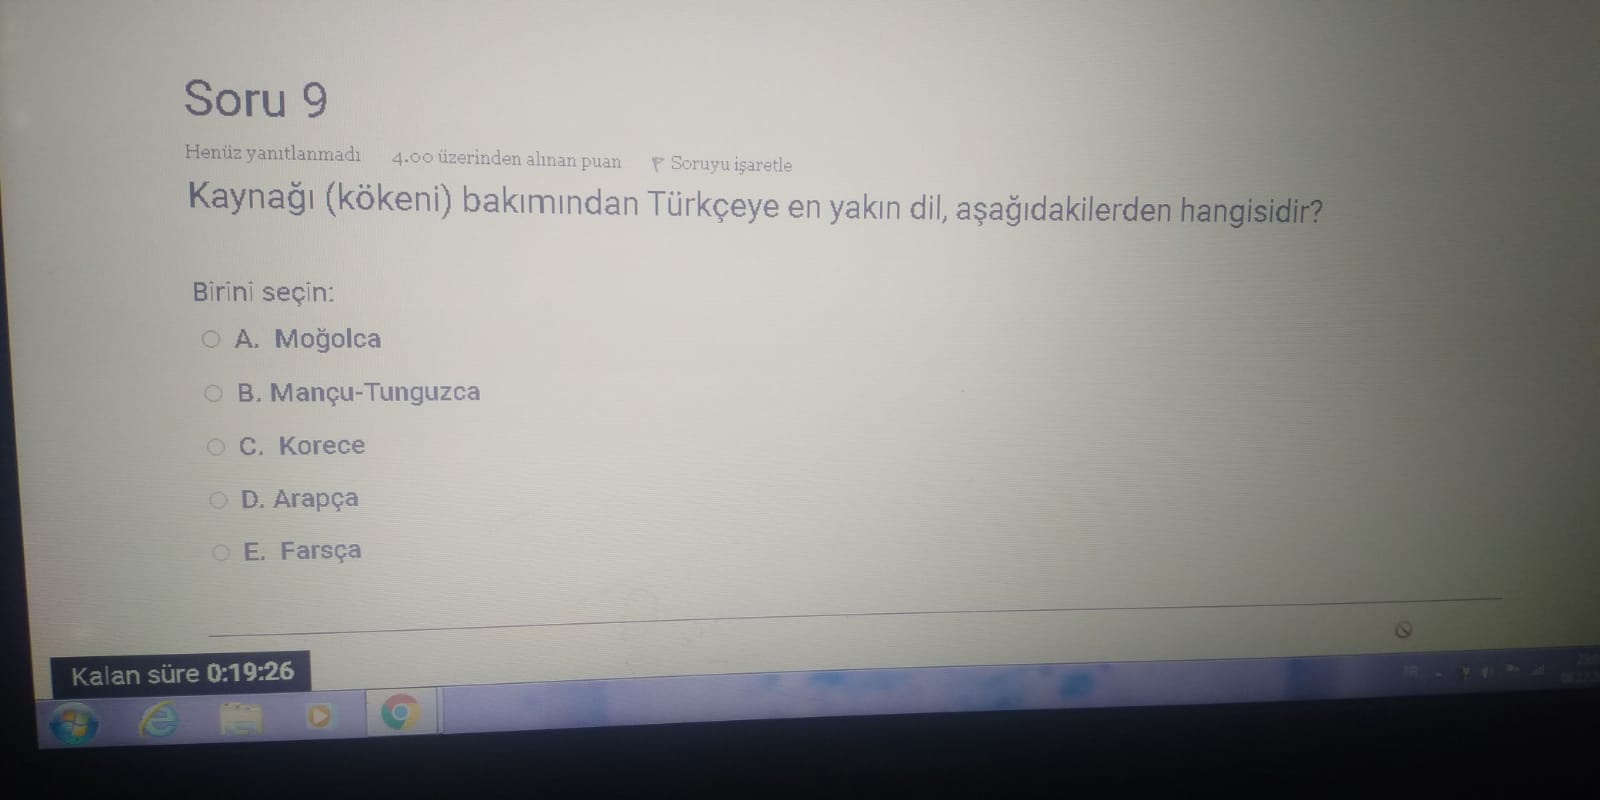 Soru 9
Henüz yanıtlanmadı 4.00 üzerinden alınan puan Soruyu işaretle
Kaynağı (kökeni) bakımından Türkçeye en yakın dil, aşağıdakilerden hangisidir?
Birini seçin:
A. Moğolca
B. Mançu-Tunguzca
C. Korece
D. Arapça
E. Farsça
Kalan süre 0:19:26
TR